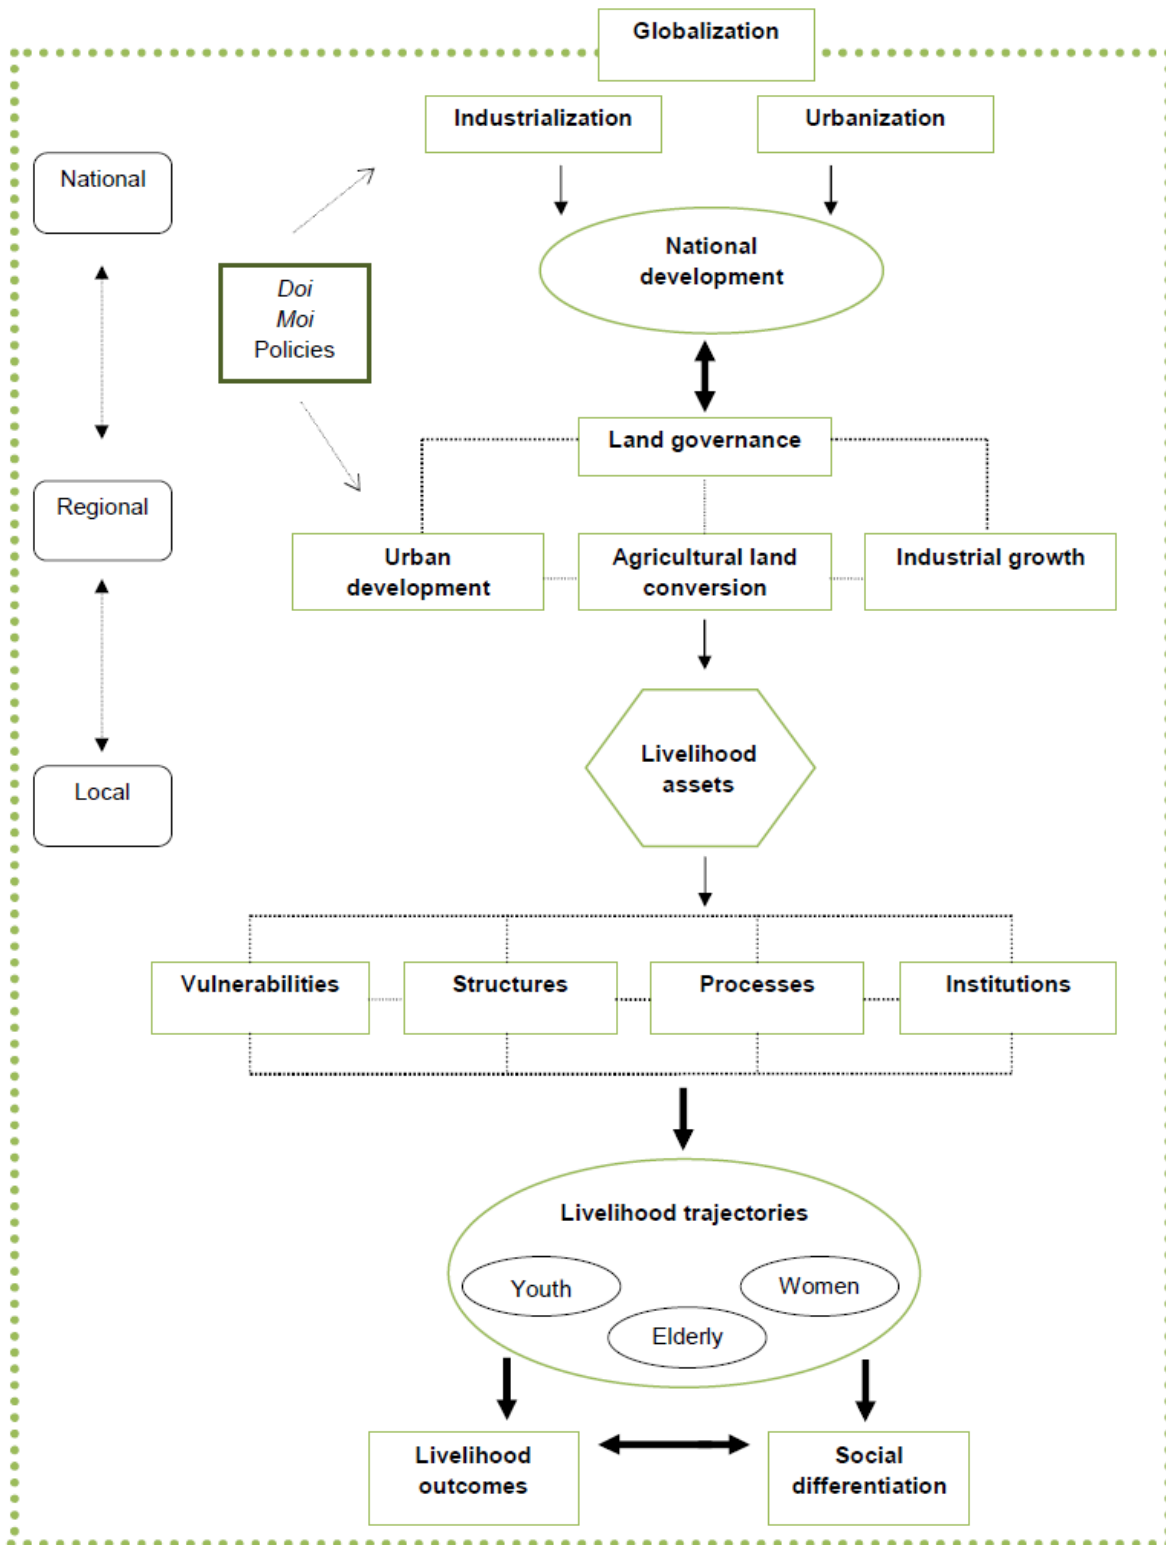 Globalization
Industrialization
Urbanization
National
National
development
Doi
Moi
Policies
Land governance
Regional
Urban
development
Agricultural land
conversion
Industrial growth
Livelihood
assets
Local
Vulnerabilities
Structures
Processes
Institutions
Livelihood trajectories
Youth
Women
Elderly
Livelihood
outcomes
Social
differentiation